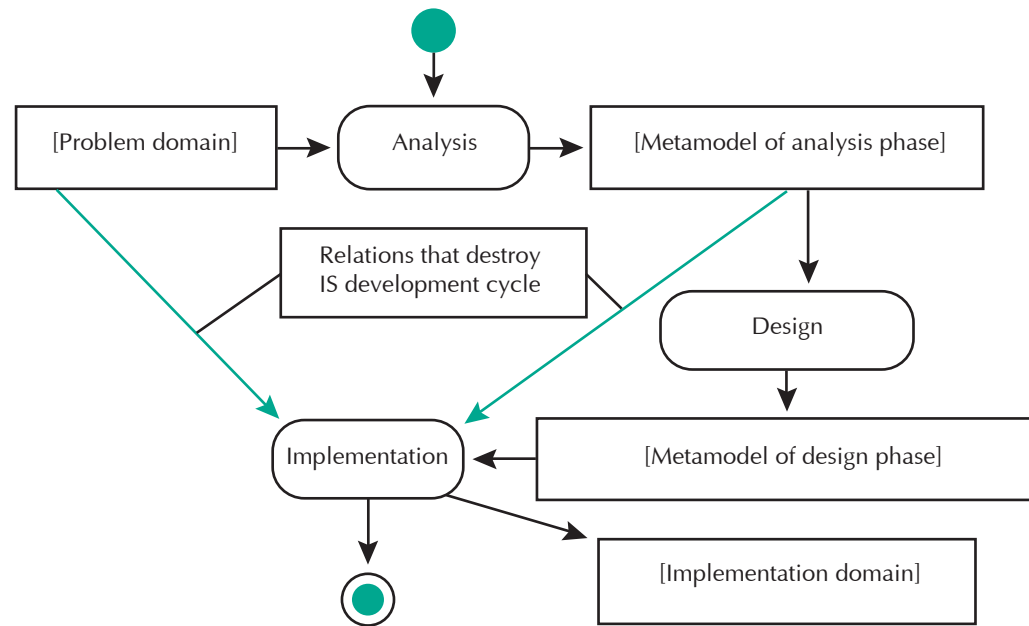 [Problem domain]
Analysis
[Metamodel of analysis phase]
Relations that destroy
IS development cycle
Design
Implementation
[Metamodel of design phase]
[Implementation domain]